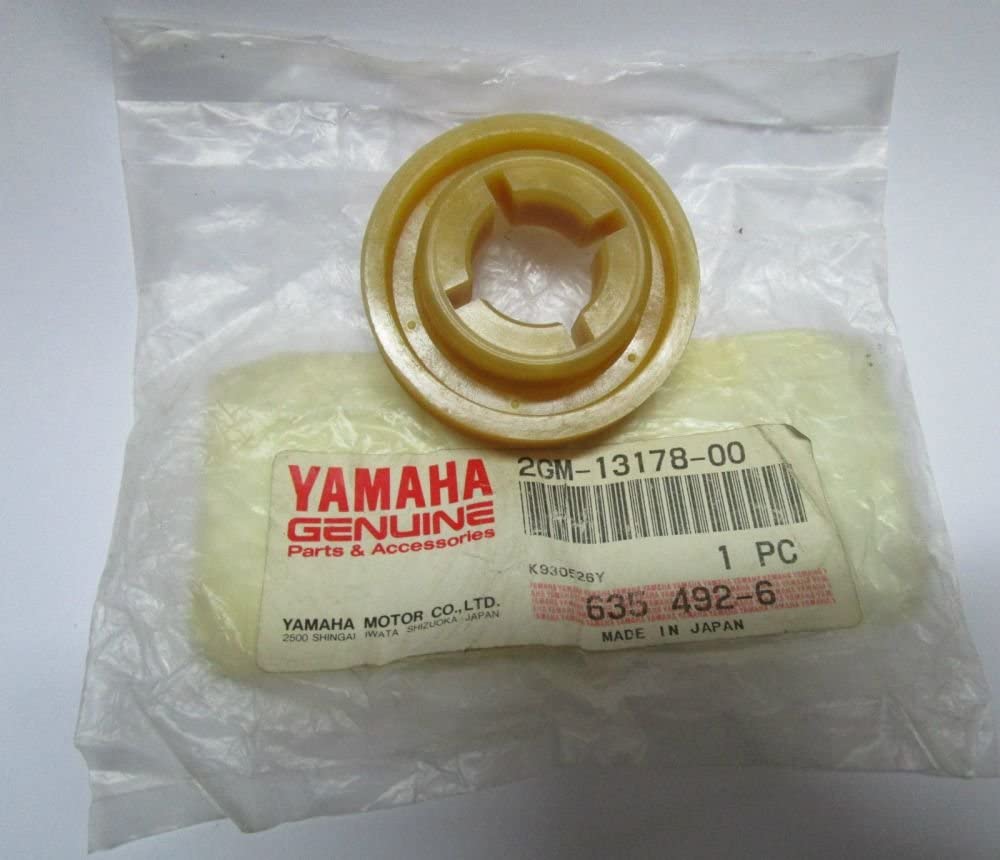 YAMAHA
GENUINE
Parts & Accessories
YAMAHA MOTOR CO.,LTD.
2500 SHINGAI IWATA SHIZUOKA JAPAN
2GM-13178-00
1 PC
K930526Y
635 492-6
MADE IN JAPAN